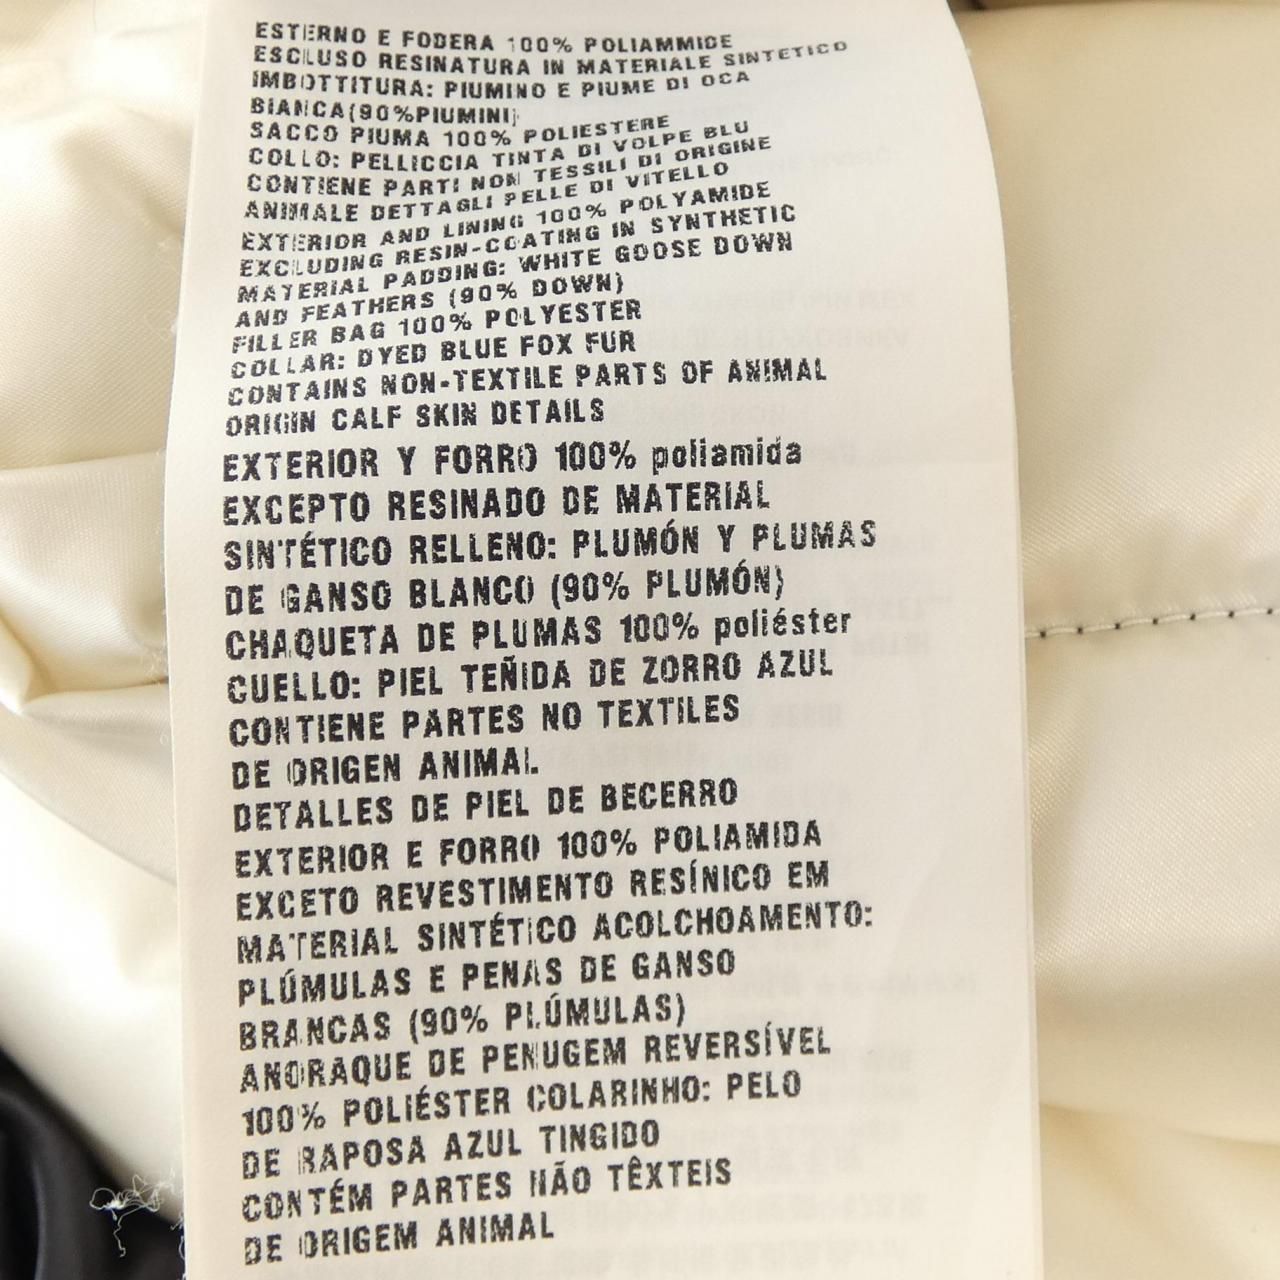 ESTERNO E FODERA 100% POLIAMMIDE
ESCLUSO RESINATURA IN MATERIALE SINTETICO
IMBOTTITURA: PIUMINO E PIUME DI OCA
BIANCA(90%PIUMINI)
SACCO PIUMA 100% POLIESTERE
COLLO: PELLICCIA TINTA DI VOLPE BLU
CONTIENE PARTI NON TESSILI DI ORIGINE
ANIMALE DETTAGLI PELLE DI VITELLO
EXTERIOR AND LINING 100% POLYAMIDE
EXCLUDING RESIN-COATING IN SYNTHETIC
MATERIAL PADDING: WHITE GOOSE DOWN
AND FEATHERS (90% DOWN)
FILLER BAG 100% POLYESTER
COLLAR: DYED BLUE FOX FUR
CONTAINS NON-TEXTILE PARTS OF ANIMAL
ORIGIN CALF SKIN DETAILS
EXTERIOR Y FORRO 100% poliamida
EXCEPTO RESINADO DE MATERIAL
SINTÉTICO RELLENO: PLUMÓN Y PLUMAS
DE GANSO BLANCO (90% PLUMÓN)
CHAQUETA DE PLUMAS 100% poliéster
CUELLO: PIEL TEÑIDA DE ZORRO AZUL
CONTIENE PARTES NO TEXTILES
DE ORIGEN ANIMAL
DETALLES DE PIEL DE BECERRO
EXTERIOR E FORRO 100% POLIAMIDA
EXCETO REVESTIMENTO RESÍNICO EM
MATERIAL SINTÉTICO ACOLCHOAMENTO:
PLÚMULAS E PENAS DE GANSO
BRANCAS (90% PLÚMULAS)
ANORAQUE DE PENUGEM REVERSÍVEL
100% POLIÉSTER COLARINHO: PELO
DE RAPOSA AZUL TINGIDO
CONTÉM PARTES NÃO TÊXTEIS
DE ORIGEM ANIMAL